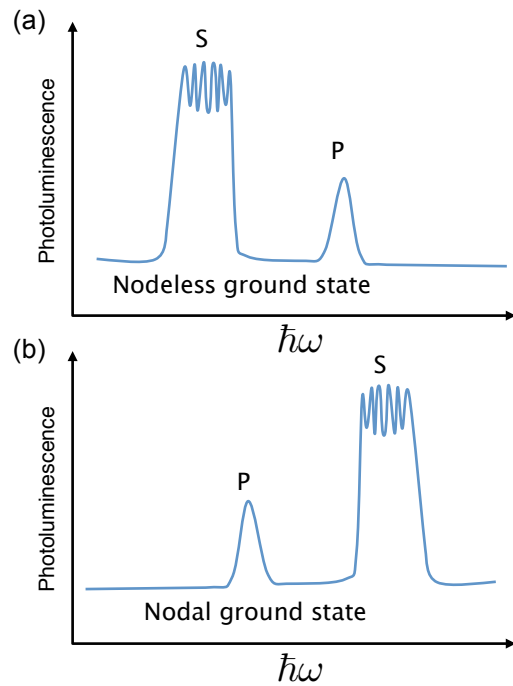 (a)
S
P
Photoluminescence
Nodeless ground state
ħω
(b)
S
P
Photoluminescence
Nodal ground state
ħω